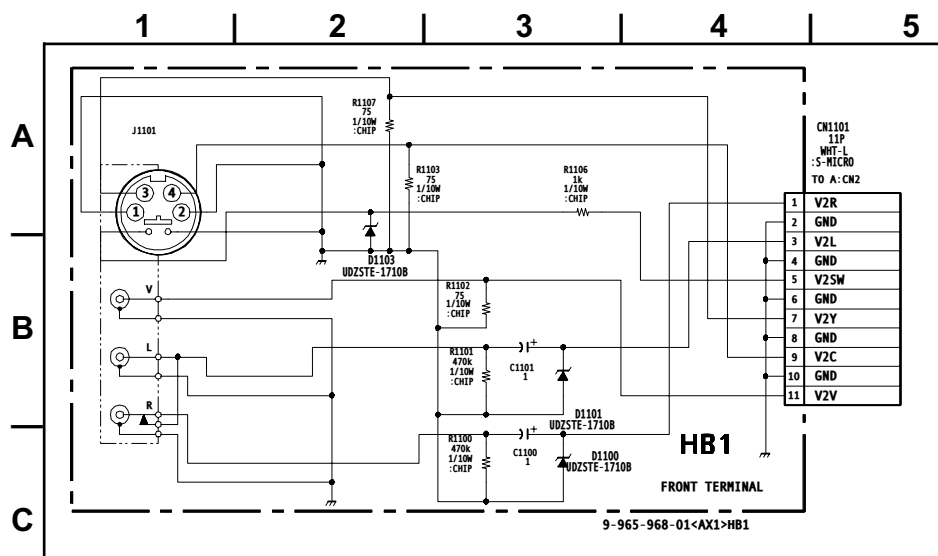 1 2 3 4 5
A
B
C
J1101
R1107
75
1/10W
:CHIP
R1103
75
1/10W
:CHIP
R1106
1k
1/10W
:CHIP
CN1101
11P
WHT-L
:S-MICRO
TO A:CN2
3 4
1 2
1 V2R
2 GND
3 V2L
4 GND
5 V2SW
6 GND
7 V2Y
8 GND
9 V2C
10 GND
11 V2V
D1103
UDZSTE-1710B
V
L
R
R1102
75
1/10W
:CHIP
R1101
470k
1/10W
:CHIP
C1101
1
D1101
UDZSTE-1710B
R1100
470k
1/10W
:CHIP
C1100
1
D1100
UDZSTE-1710B
HB1
FRONT TERMINAL
9-965-968-01<AX1>HB1